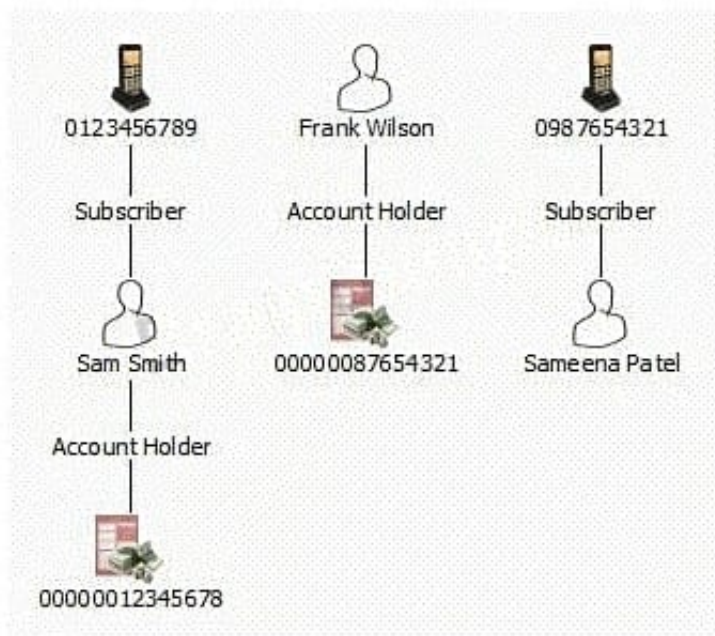 0123456789
Frank Wilson
0987654321
Subscriber
Account Holder
Subscriber
Sam Smith
00000087654321
Sameena Patel
Account Holder
00000012345678